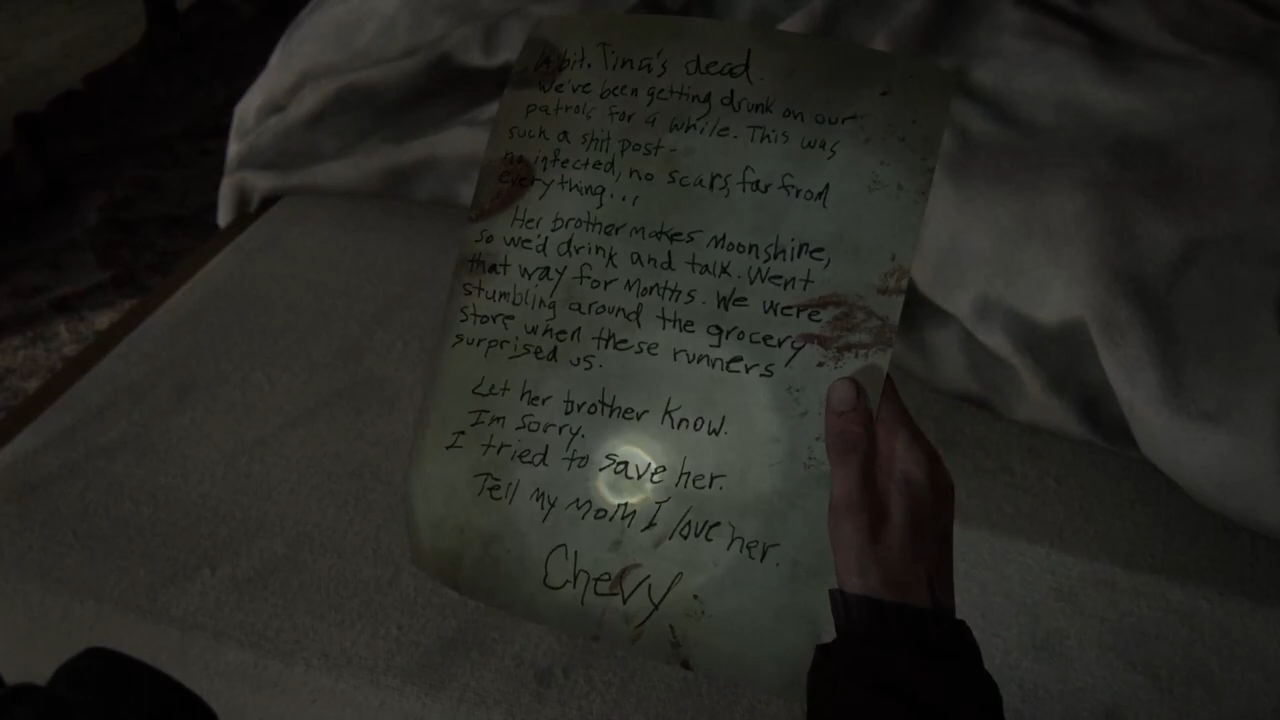 I bit. Tina's dead.
We've been getting drunk on our
patrols for a while. This was
such a shit post -
no infected, no scars, far from
everything...
Her brother makes Moonshine,
so we'd drink and talk. Went
that way for Months. We were
stumbling around the grocery
store when these runners
surprised us.
Let her brother know.
I'm sorry.
I tried to save her.
Tell my mom I love her.
Chevy